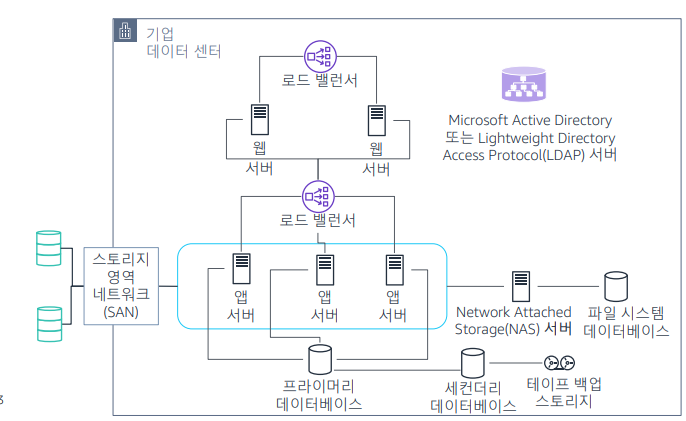 기업
데이터 센터
로드 밸런서
웹
서버
웹
서버
Microsoft Active Directory
또는 Lightweight Directory
Access Protocol(LDAP) 서버
로드 밸런서
스토리지
영역
네트워크
(SAN)
앱
서버
앱
서버
앱
서버
Network Attached
Storage(NAS) 서버
파일 시스템
데이터베이스
프라이머리
데이터베이스
세컨더리
데이터베이스
테이프 백업
스토리지
3